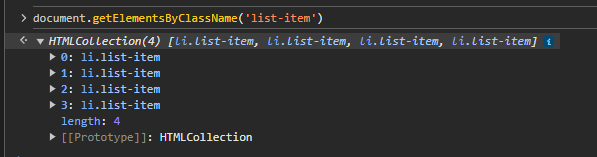 document.getElementsByClassName('list-item')
HTMLCollection(4) [li.list-item, li.list-item, li.list-item, li.list-item] i
0: li.list-item
1: li.list-item
2: li.list-item
3: li.list-item
length: 4
[[Prototype]]: HTMLCollection